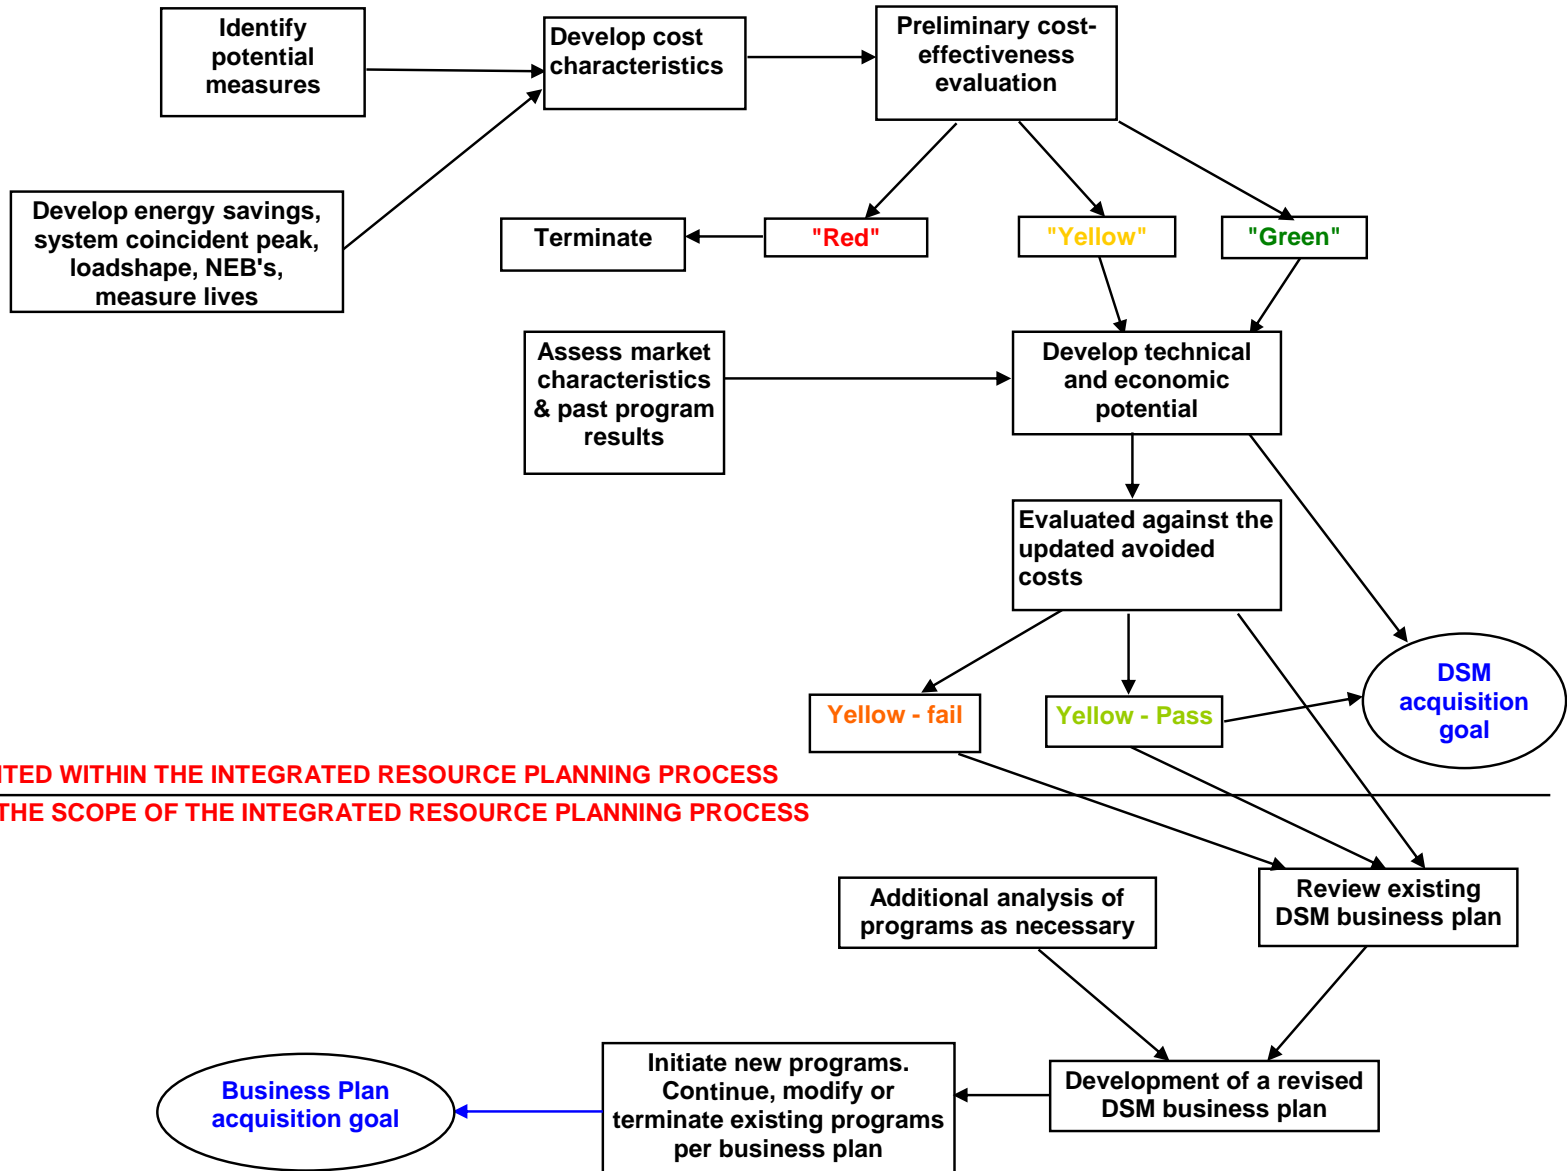 Identify
potential
measures
Develop cost
characteristics
Preliminary cost-
effectiveness
evaluation
Develop energy savings,
system coincident peak,
loadshape, NEB's,
measure lives
Terminate
"Red"
"Yellow"
"Green"
Assess market
characteristics
& past program
results
Develop technical
and economic
potential
Evaluated against the
updated avoided
costs
Yellow - fail
Yellow - Pass
DSM
acquisition
goal
WITHIN THE INTEGRATED RESOURCE PLANNING PROCESS
THE SCOPE OF THE INTEGRATED RESOURCE PLANNING PROCESS
Additional analysis of
programs as necessary
Review existing
DSM business plan
Business Plan
acquisition goal
Initiate new programs.
Continue, modify or
terminate existing programs
per business plan
Development of a revised
DSM business plan